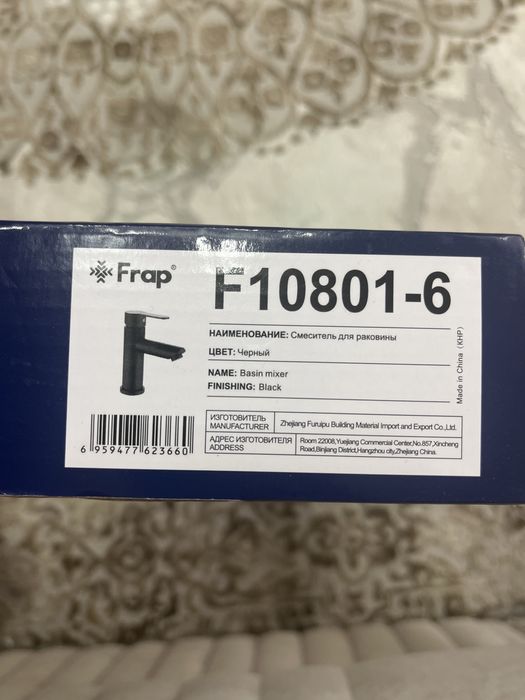 Frap®
F10801-6
НАИМЕНОВАНИЕ: Смеситель для раковины
ЦВЕТ: Черный
NAME: Basin mixer
FINISHING: Black
Made in China (КНР)
6 959477 623660
ИЗГОТОВИТЕЛЬ
MANUFACTURER
Zhejiang Furuipu Building Material Import and Export Co.,Ltd.
АДРЕС ИЗГОТОВИТЕЛЯ
ADDRESS
Room 22008,Yuejiang Commercial Center,No.857,Xincheng
Road,Binjiang District,Hangzhou city,Zhejiang China.